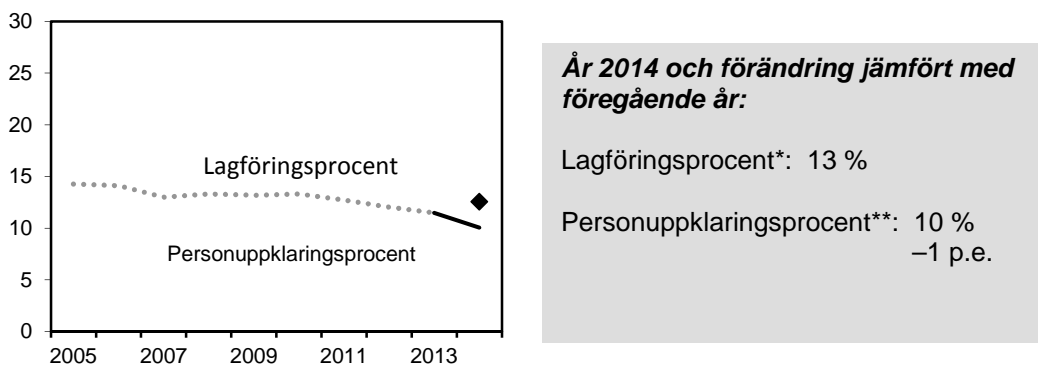 30
25
20
15
10
5
0
Lagföringsprocent
Personuppklaringsprocent
2005 2007 2009 2011 2013
År 2014 och förändring jämfört med
föregående år:
Lagföringsprocent*: 13 %
Personuppklaringsprocent**: 10 %
–1 p.e.